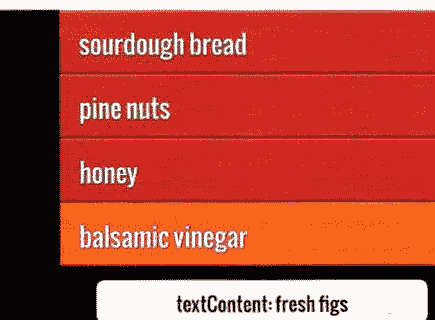 sourdough bread
pine nuts
honey
balsamic vinegar
textContent: fresh figs